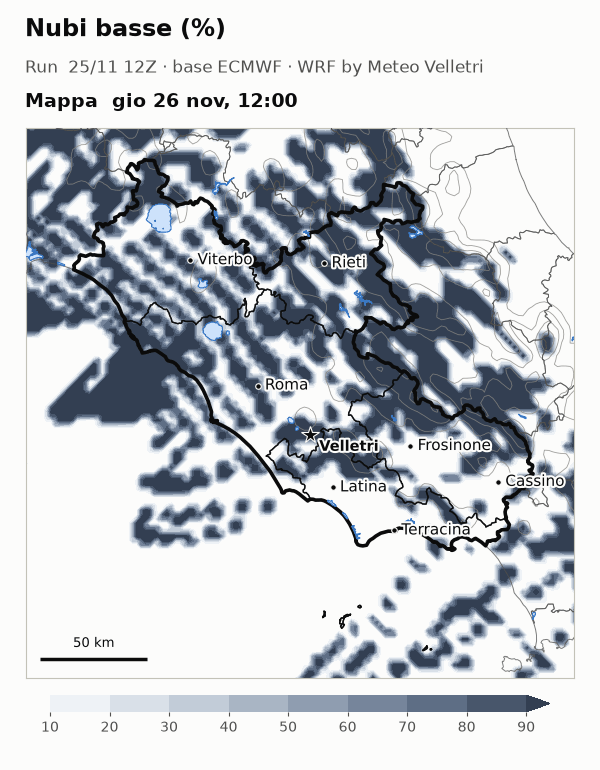 Nubi basse (%)
Run 25/11 12Z · base ECMWF · WRF by Meteo Velletri
Mappa gio 26 nov, 12:00
Viterbo
Rieti
Roma
Velletri
Frosinone
Latina
Cassino
Terracina
50 km
10 20 30 40 50 60 70 80 90